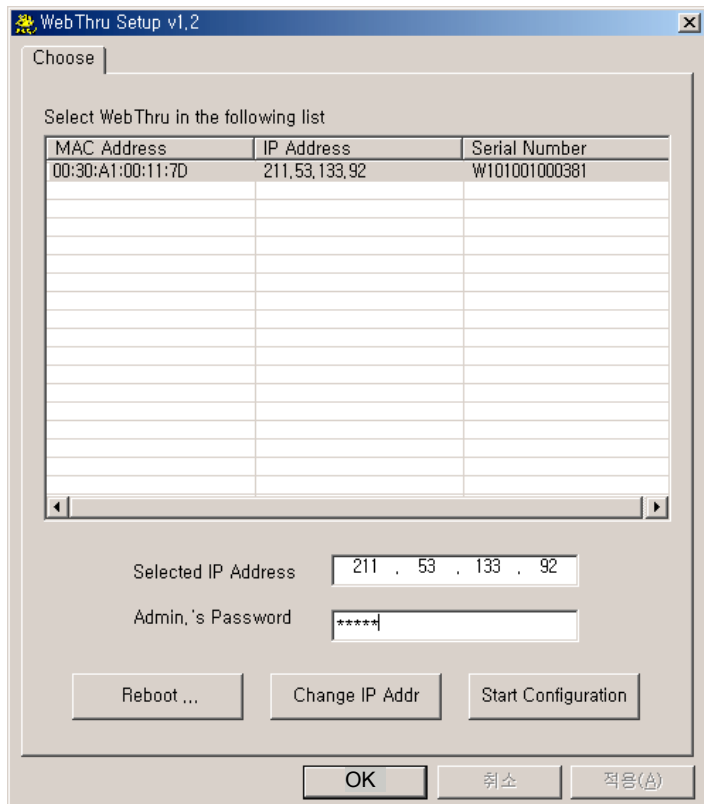 WebThru Setup v1,2
Choose
Select WebThru in the following list
MAC Address IP Address Serial Number
00:30:A1:00:11:7D 211,53,133,92 W101001000381
Selected IP Address 211 . 53 . 133 . 92
Admin,'s Password *****
Reboot ,,, Change IP Addr Start Configuration
OK 취소 적용(A)